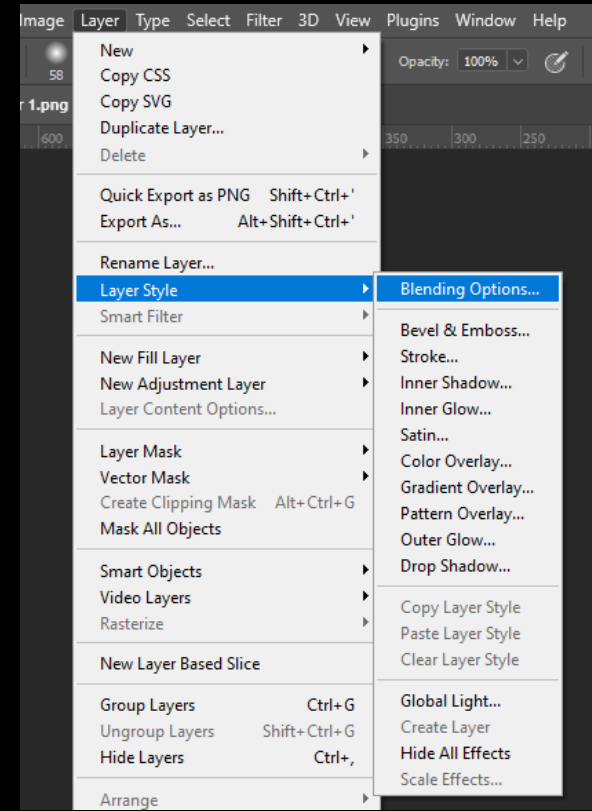 Image Layer Type Select Filter 3D View Plugins Window Help
58
Opacity: 100%
r 1.png
600 350 300 250
New
Copy CSS
Copy SVG
Duplicate Layer...
Delete
Quick Export as PNG Shift+Ctrl+'
Export As... Alt+Shift+Ctrl+'
Rename Layer...
Layer Style
Smart Filter
New Fill Layer
New Adjustment Layer
Layer Content Options...
Layer Mask
Vector Mask
Create Clipping Mask Alt+Ctrl+G
Mask All Objects
Smart Objects
Video Layers
Rasterize
New Layer Based Slice
Group Layers Ctrl+G
Ungroup Layers Shift+Ctrl+G
Hide Layers Ctrl+,
Arrange
Blending Options...
Bevel & Emboss...
Stroke...
Inner Shadow...
Inner Glow...
Satin...
Color Overlay...
Gradient Overlay...
Pattern Overlay...
Outer Glow...
Drop Shadow...
Copy Layer Style
Paste Layer Style
Clear Layer Style
Global Light...
Create Layer
Hide All Effects
Scale Effects...